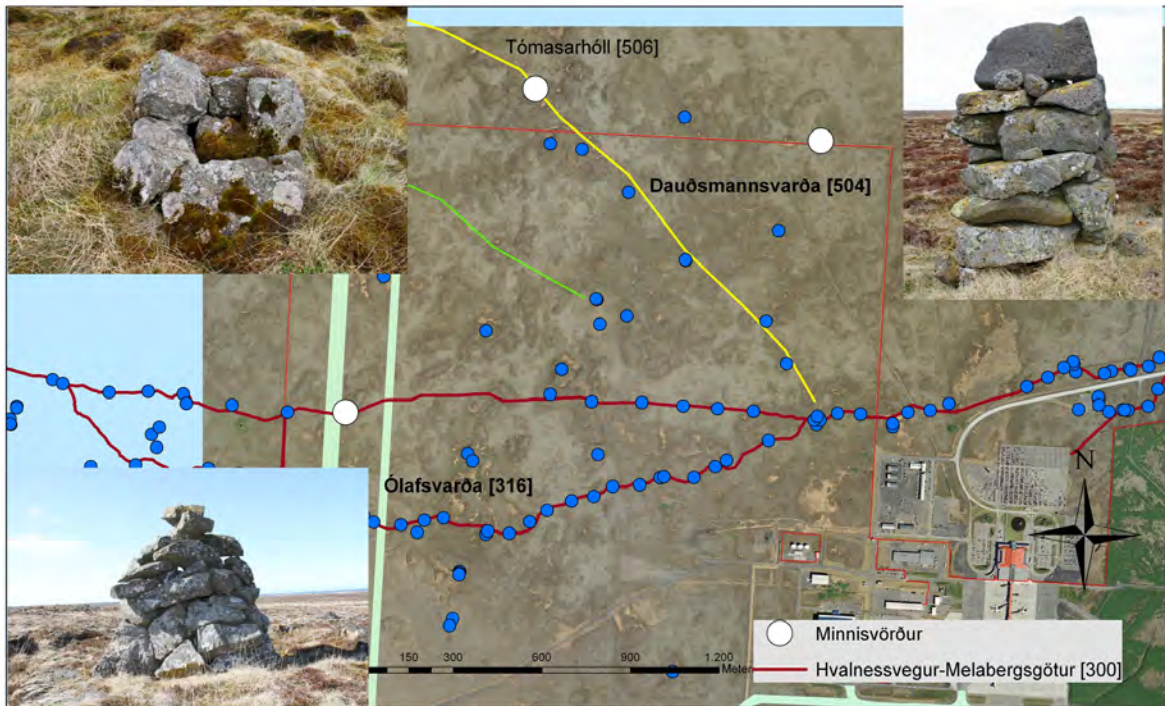 Tómasarhóll [506]
Dauðsmannsvarða [504]
Ólafsvarða [316]
N
150 300 600 900 1.200
Meter
Minnisvörður
Hvalnessvegur-Melabergsgötur [300]